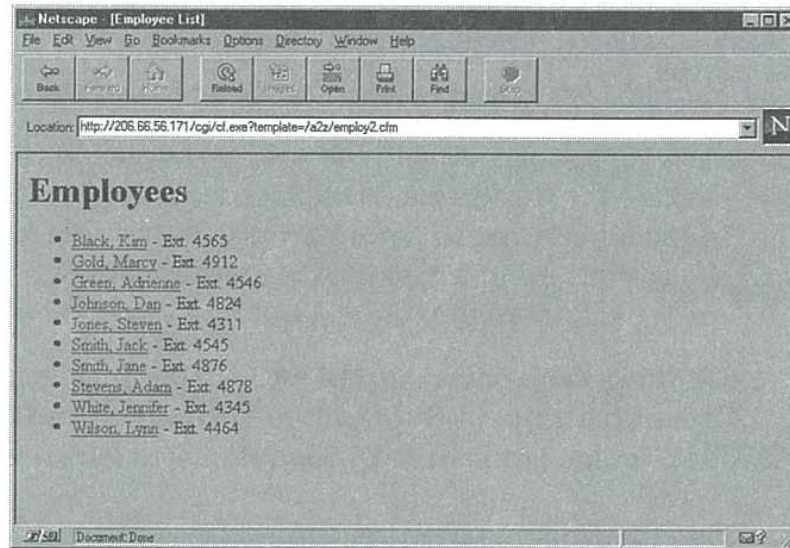 Netscape - [Employee List]
File Edit View Go Bookmarks Options Directory Window Help
Back Forward Home Reload Images Open Print Find Stop
Location: http://206.66.56.171/cgi/cf.exe?template=/a2z/employ2.cfm
N
Employees
• Black, Kim - Ext. 4565
• Gold, Marcy - Ext. 4912
• Green, Adrienne - Ext. 4546
• Johnson, Dan - Ext. 4824
• Jones, Steven - Ext. 4311
• Smith, Jack - Ext. 4545
• Smith, Jane - Ext. 4876
• Stevens, Adam - Ext. 4878
• White, Jennifer - Ext. 4345
• Wilson, Lynn - Ext. 4464
Document: Done